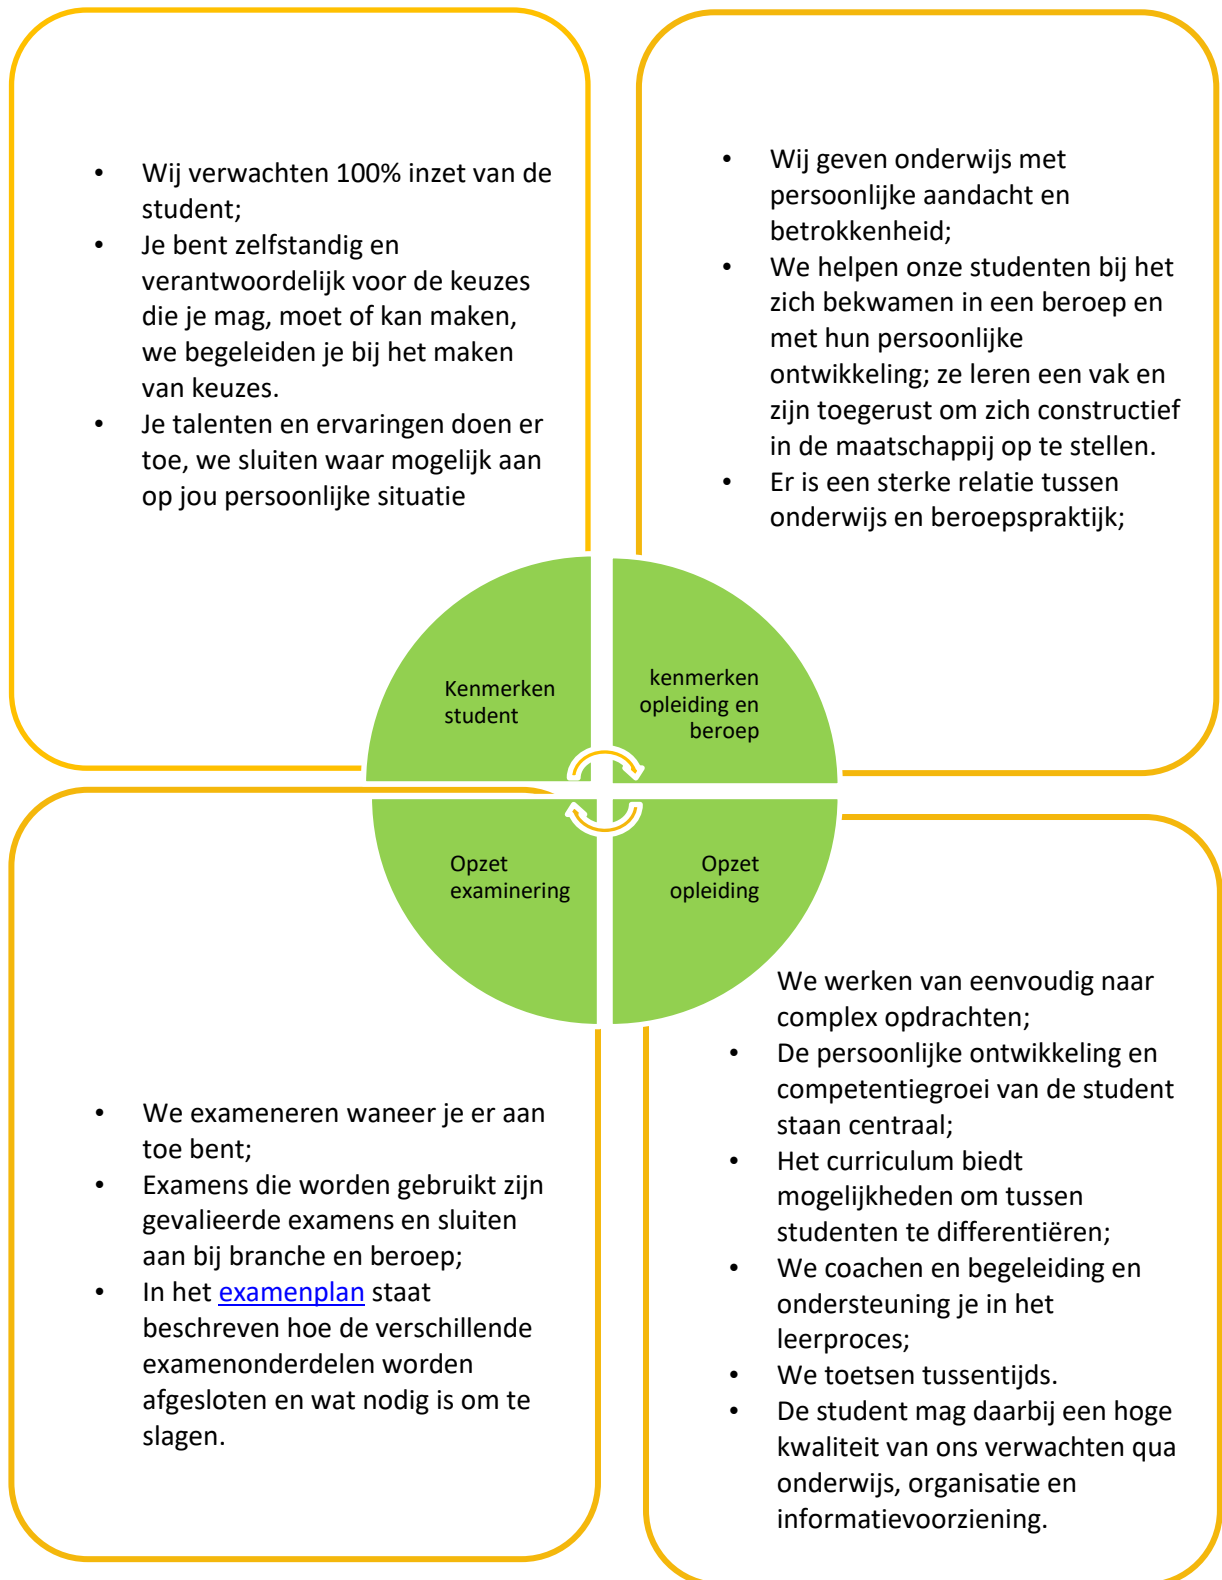 • Wij verwachten 100% inzet van de
student;
• Je bent zelfstandig en
verantwoordelijk voor de keuzes
die je mag, moet of kan maken,
we begeleiden je bij het maken
van keuzes.
• Je talenten en ervaringen doen er
toe, we sluiten waar mogelijk aan
op jou persoonlijke situatie
• Wij geven onderwijs met
persoonlijke aandacht en
betrokkenheid;
• We helpen onze studenten bij het
zich bekwamen in een beroep en
met hun persoonlijke
ontwikkeling; ze leren een vak en
zijn toegerust om zich constructief
in de maatschappij op te stellen.
• Er is een sterke relatie tussen
onderwijs en beroepspraktijk;
Kenmerken
student
kenmerken
opleiding en
beroep
Opzet
examinering
Opzet
opleiding
• We exameneren waneer je er aan
toe bent;
• Examens die worden gebruikt zijn
gevalieerde examens en sluiten
aan bij branche en beroep;
• In het examenplan staat
beschreven hoe de verschillende
examenonderdelen worden
afgesloten en wat nodig is om te
slagen.
We werken van eenvoudig naar
complex opdrachten;
• De persoonlijke ontwikkeling en
competentiegroei van de student
staan centraal;
• Het curriculum biedt
mogelijkheden om tussen
studenten te differentiëren;
• We coachen en begeleiding en
ondersteuning je in het
leerproces;
• We toetsen tussentijds.
• De student mag daarbij een hoge
kwaliteit van ons verwachten qua
onderwijs, organisatie en
informatievoorziening.